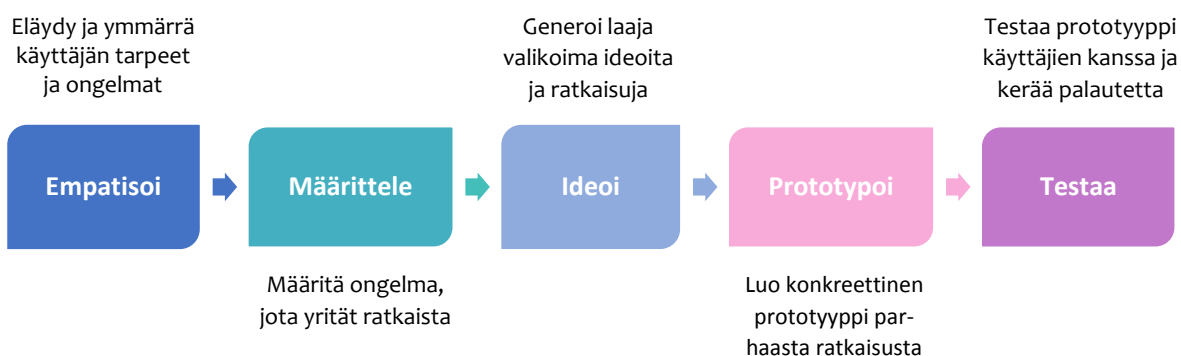 Eläydy ja ymmärrä
käyttäjän tarpeet
ja ongelmat
Generoi laaja
valikoima ideoita
ja ratkaisuja
Testaa prototyyppi
käyttäjien kanssa ja
kerää palautetta
Empatisoi
Määrittele
Ideoi
Prototypoi
Testaa
Määritä ongelma,
jota yrität ratkaista
Luo konkreettinen
prototyyppi par-
haasta ratkaisusta